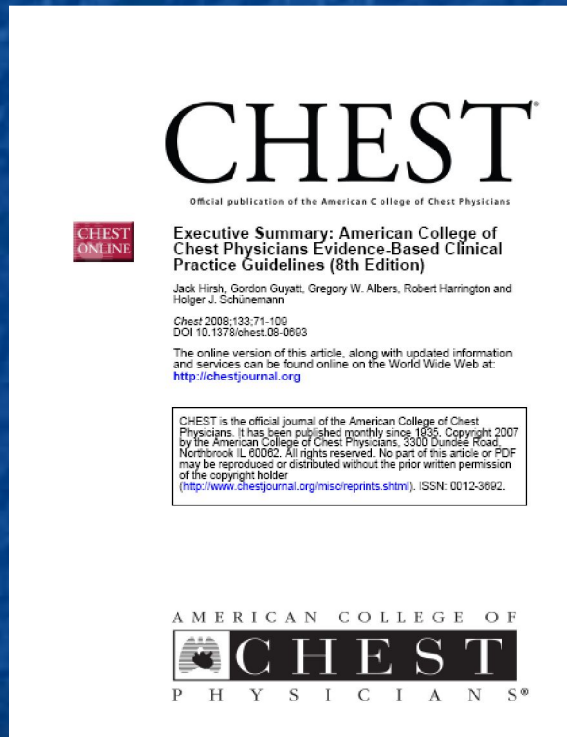 CHEST®
Official publication of the American C ollege of Chest Physicians
CHEST
ONLINE
Executive Summary: American College of
Chest Physicians Evidence-Based Clinical
Practice Guidelines (8th Edition)
Jack Hirsh, Gordon Guyatt, Gregory W. Albers, Robert Harrington and
Holger J. Schünemann
Chest 2008;133;71-109
DOI 10.1378/chest.08-0693
The online version of this article, along with updated information
and services can be found online on the World Wide Web at:
http://chestjournal.org
CHEST is the official journal of the American College of Chest
Physicians. It has been published monthly since 1935. Copyright 2007
by the American College of Chest Physicians, 3300 Dundee Road,
Northbrook IL 60062. All rights reserved. No part of this article or PDF
may be reproduced or distributed without the prior written permission
of the copyright holder
(http://www.chestjournal.org/misc/reprints.shtml). ISSN: 0012-3692.
AMERICAN COLLEGE OF
CHEST
PHYSICIANS®